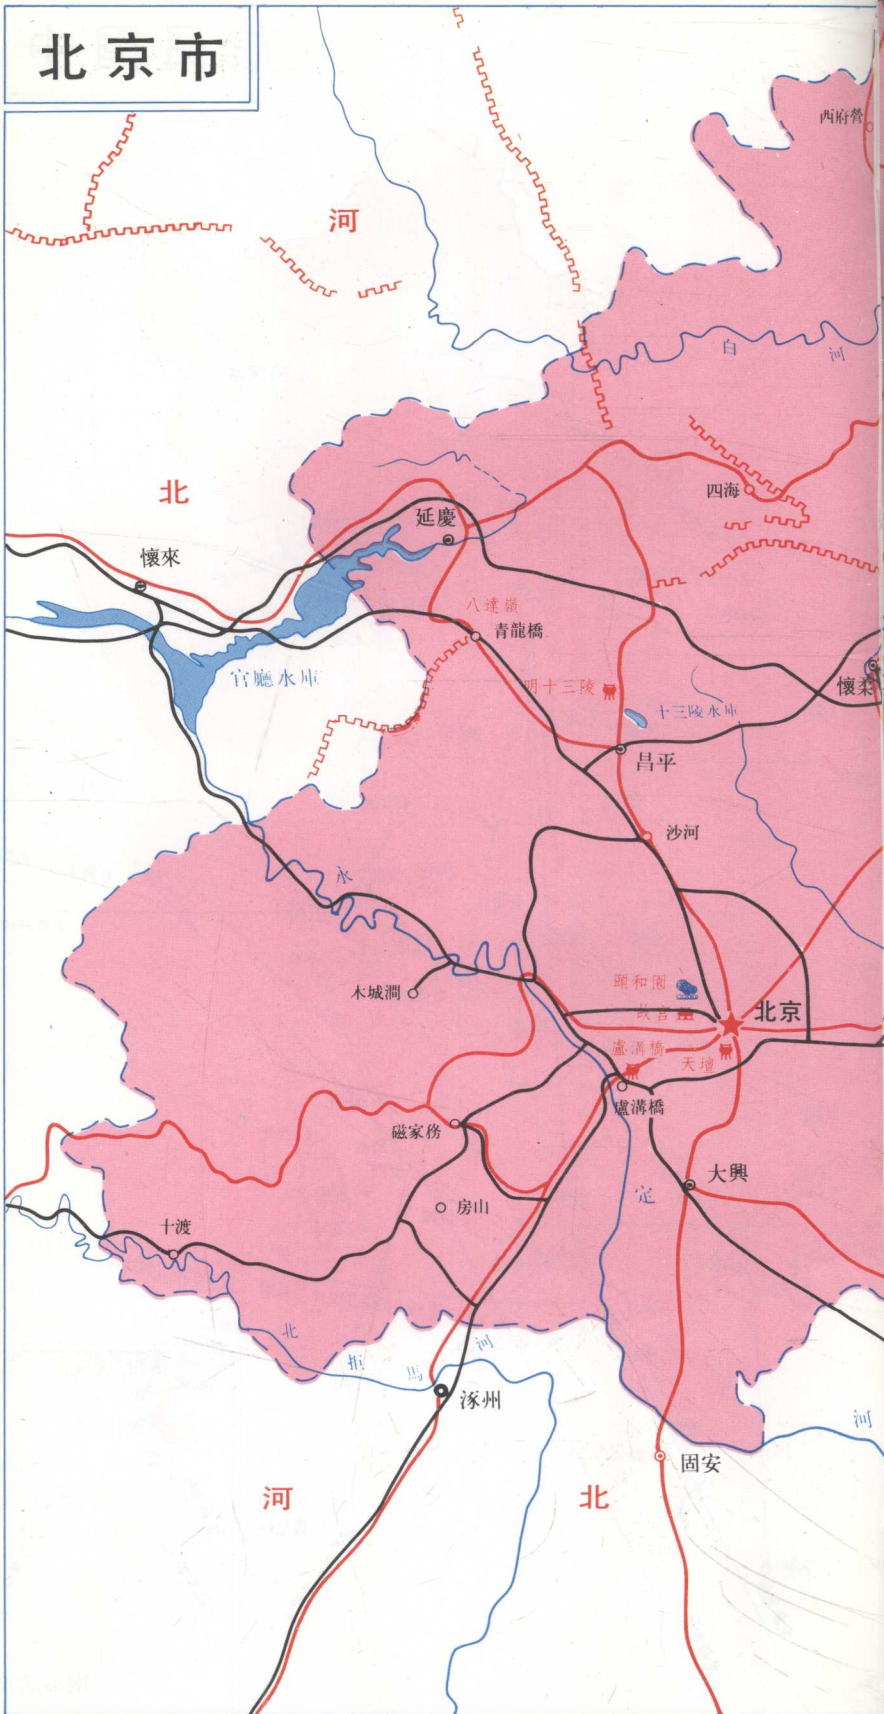 北京市
西府營
河
白
河
北
四海
延慶
懷來
八達嶺
青龍橋
官廳水庫
明十三陵
懷柔
十三陵水庫
昌平
沙河
永
木城澗
頤和園
故宮
北京
盧溝橋
天壇
盧溝橋
磁家務
大興
定
房山
十渡
北
拒
馬
河
涿州
河
固安
河
北